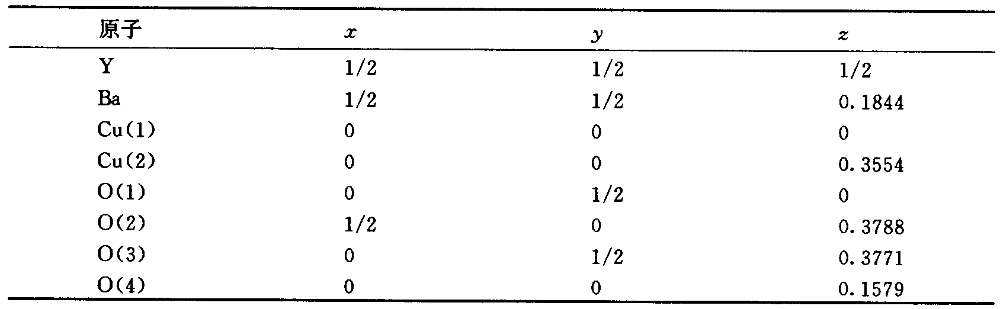 原子 x y z
Y 1/2 1/2 1/2
Ba 1/2 1/2 0.1844
Cu(1) 0 0 0
Cu(2) 0 0 0.3554
O(1) 0 1/2 0
O(2) 1/2 0 0.3788
O(3) 0 1/2 0.3771
O(4) 0 0 0.1579